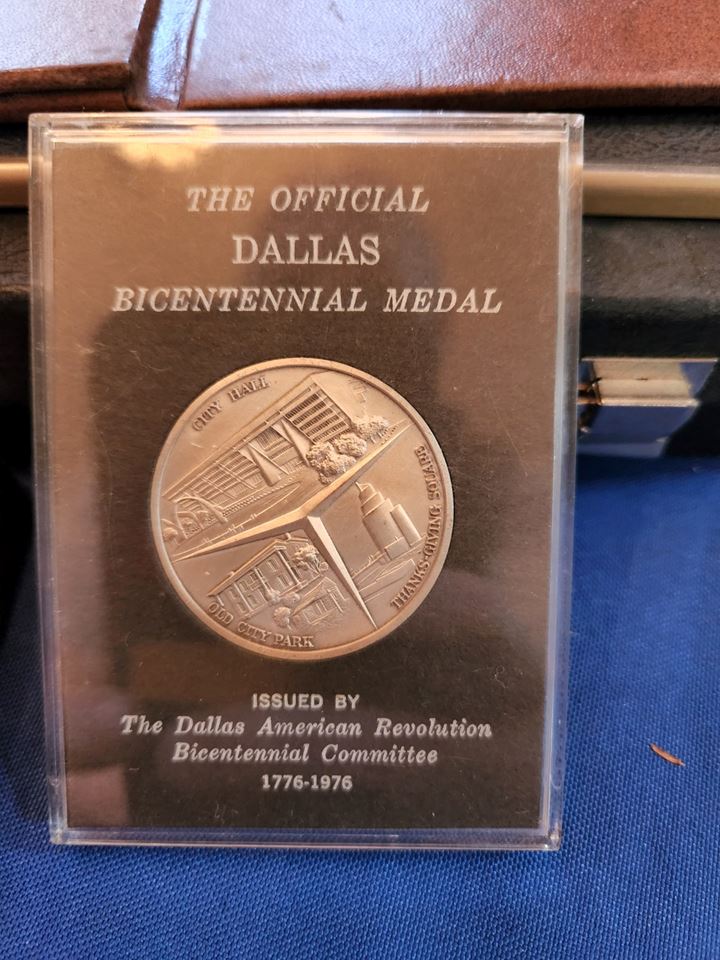 THE OFFICIAL
DALLAS
BICENTENNIAL MEDAL
CITY HALL
THANKS-GIVING SQUARE
OLD CITY PARK
ISSUED BY
The Dallas American Revolution
Bicentennial Committee
1776-1976